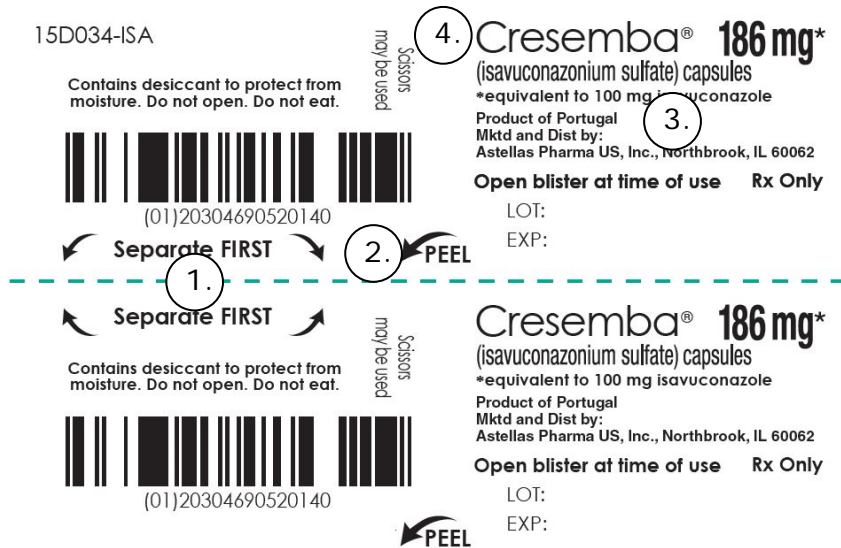 15D034-ISA
Contains desiccant to protect from
moisture. Do not open. Do not eat.
Scissors
may be used
(01)20304690520140
Separate FIRST
1.
2.
PEEL
4.
Cresemba® 186 mg*
(isavuconazonium sulfate) capsules
*equivalent to 100 mg isavuconazole
3.
Product of Portugal
Mktd and Dist by:
Astellas Pharma US, Inc., Northbrook, IL 60062
Open blister at time of use Rx Only
LOT:
EXP:
Separate FIRST
Contains desiccant to protect from
moisture. Do not open. Do not eat.
Scissors
may be used
(01)20304690520140
PEEL
Cresemba® 186 mg*
(isavuconazonium sulfate) capsules
*equivalent to 100 mg isavuconazole
Product of Portugal
Mktd and Dist by:
Astellas Pharma US, Inc., Northbrook, IL 60062
Open blister at time of use Rx Only
LOT:
EXP: